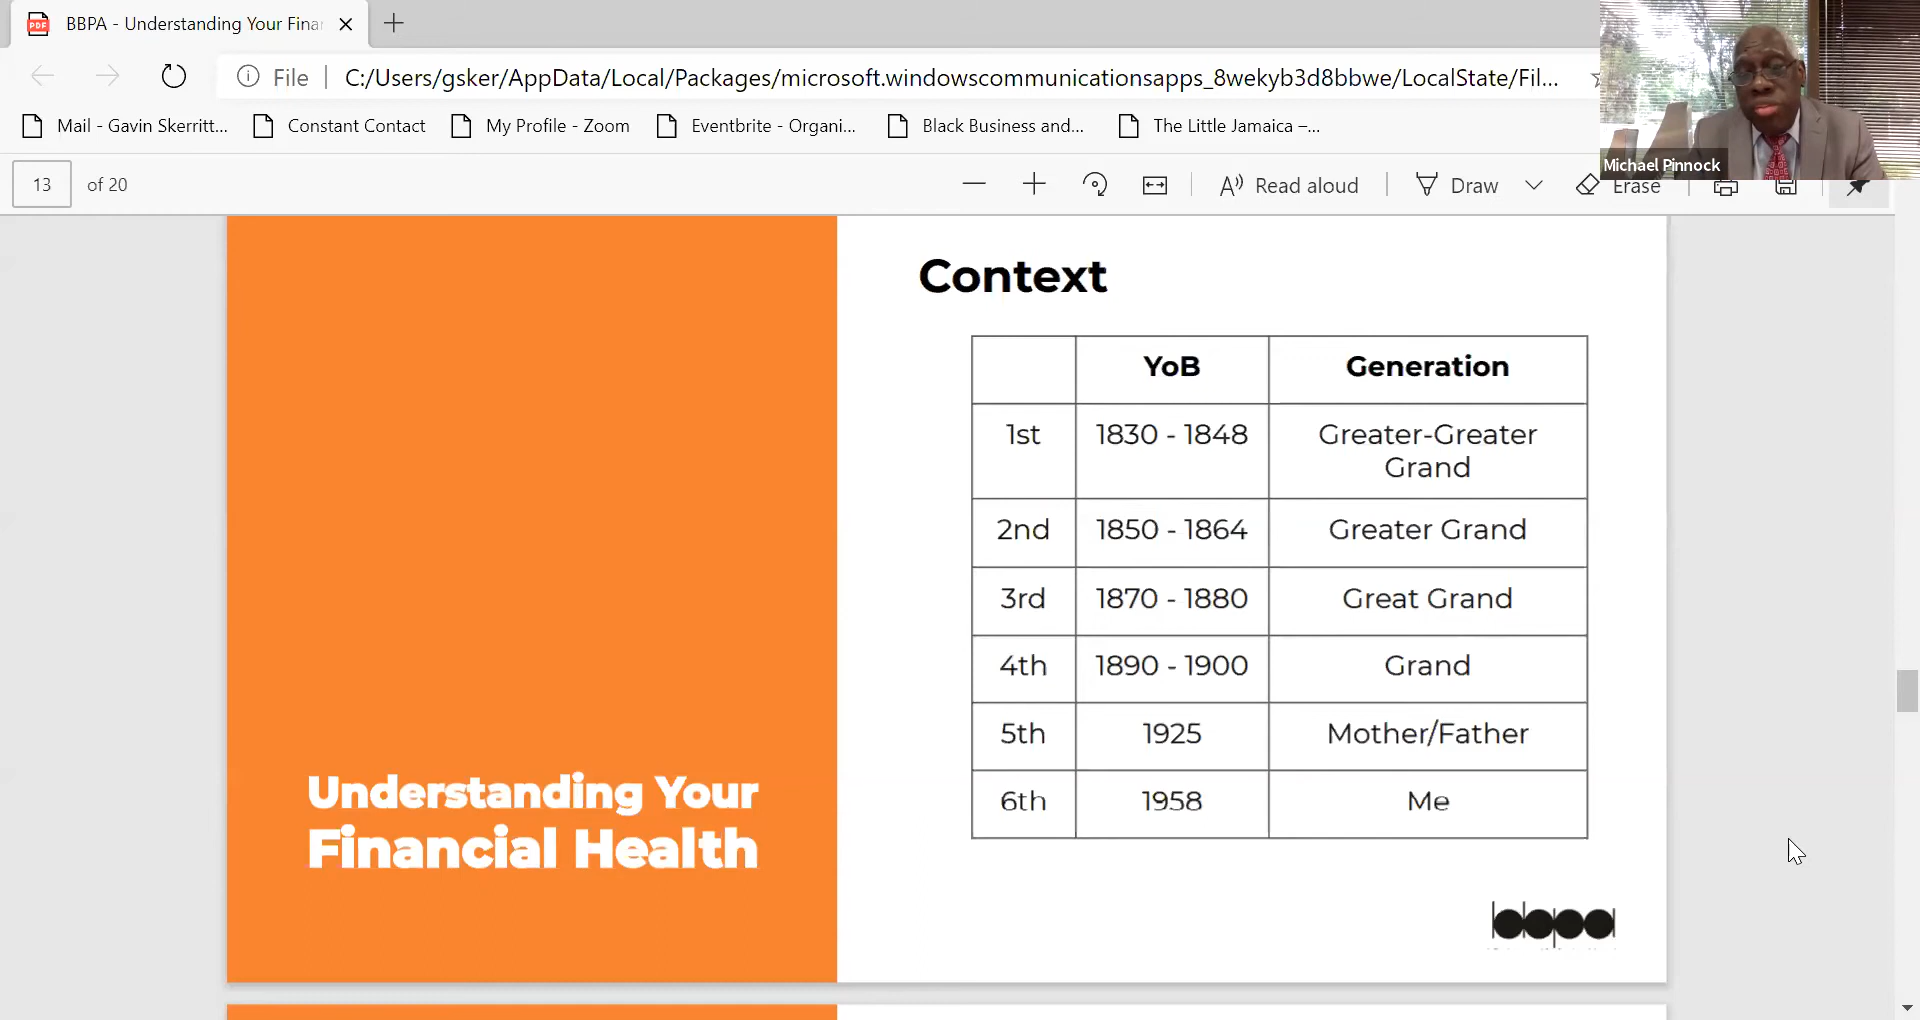 BBPA - Understanding Your Finar
File
C:/Users/gsker/AppData/Local/Packages/microsoft.windowscommunicationsapps_8wekyb3d8bbwe/LocalState/Fil...
Mail - Gavin Skerritt...
Constant Contact
My Profile - Zoom
Eventbrite - Organi...
Black Business and...
The Little Jamaica –...
Michael Pinnock
13 of 20
Read aloud
Draw
Erase
Understanding Your
Financial Health
Context
YoB Generation
1st 1830 - 1848 Greater-Greater
Grand
2nd 1850 - 1864 Greater Grand
3rd 1870 - 1880 Great Grand
4th 1890 - 1900 Grand
5th 1925 Mother/Father
6th 1958 Me
bbpa